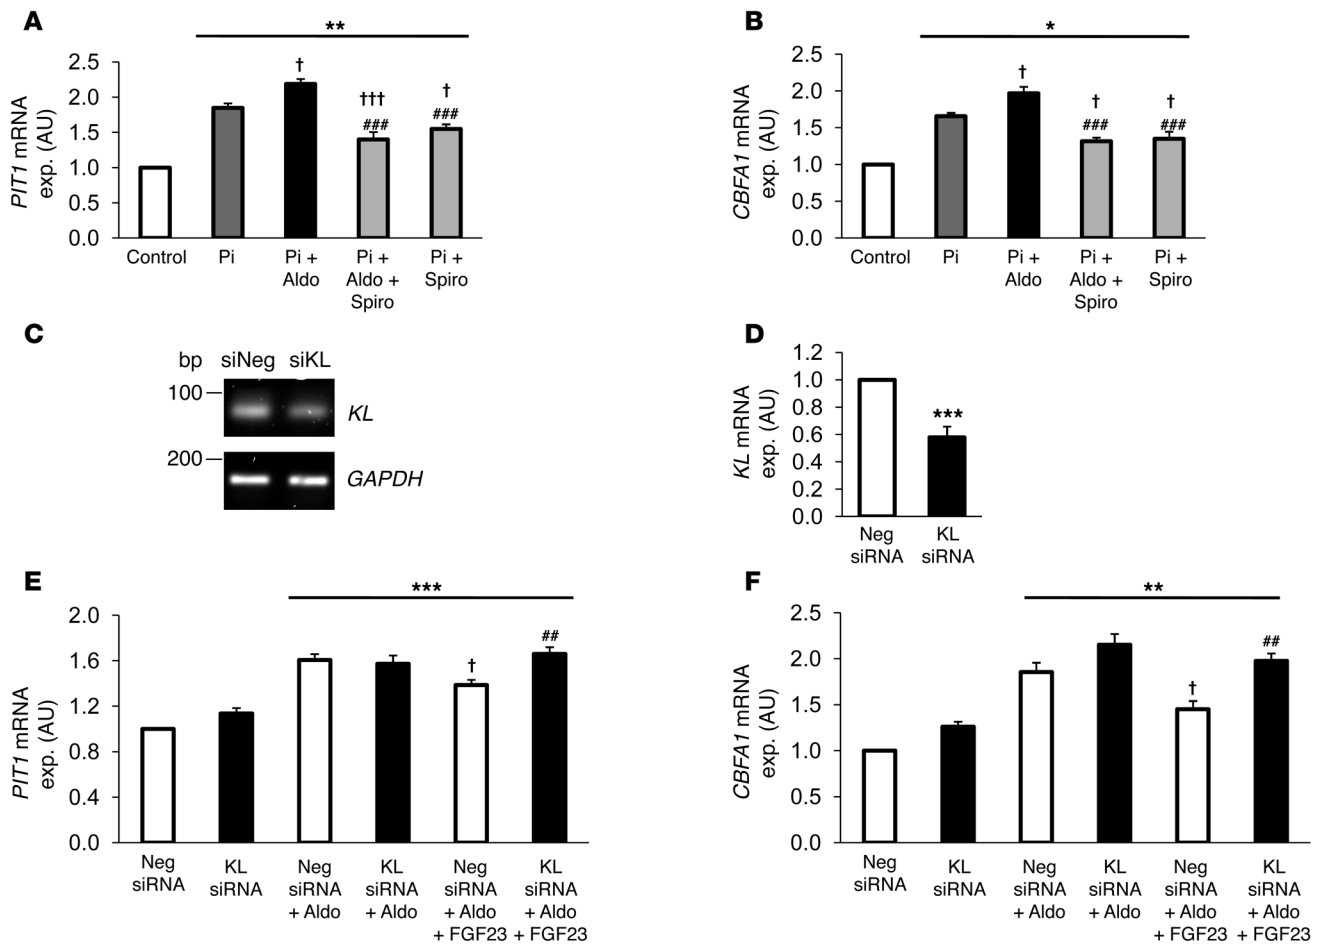 A
**
PIT1 mRNA
exp. (AU)
2.5
2.0
1.5
1.0
0.5
0.0
†
†††
###
†
###
Control
Pi
Pi +
Aldo
Pi +
Aldo +
Spiro
Pi +
Spiro
B
*
CBFA1 mRNA
exp. (AU)
2.5
2.0
1.5
1.0
0.5
0.0
†
†
###
†
###
Control
Pi
Pi +
Aldo
Pi +
Aldo +
Spiro
Pi +
Spiro
C
bp siNeg siKL
100
KL
200
GAPDH
D
KL mRNA
exp. (AU)
1.2
1.0
0.8
0.6
0.4
0.2
0.0
***
Neg
siRNA
KL
siRNA
E
***
PIT1 mRNA
exp. (AU)
2.0
1.6
1.2
0.8
0.4
0.0
†
##
Neg
siRNA
KL
siRNA
Neg
siRNA
+ Aldo
KL
siRNA
+ Aldo
Neg
siRNA
+ Aldo
+ FGF23
KL
siRNA
+ Aldo
+ FGF23
F
**
CBFA1 mRNA
exp. (AU)
2.5
2.0
1.5
1.0
0.5
0.0
†
##
Neg
siRNA
KL
siRNA
Neg
siRNA
+ Aldo
KL
siRNA
+ Aldo
Neg
siRNA
+ Aldo
+ FGF23
KL
siRNA
+ Aldo
+ FGF23